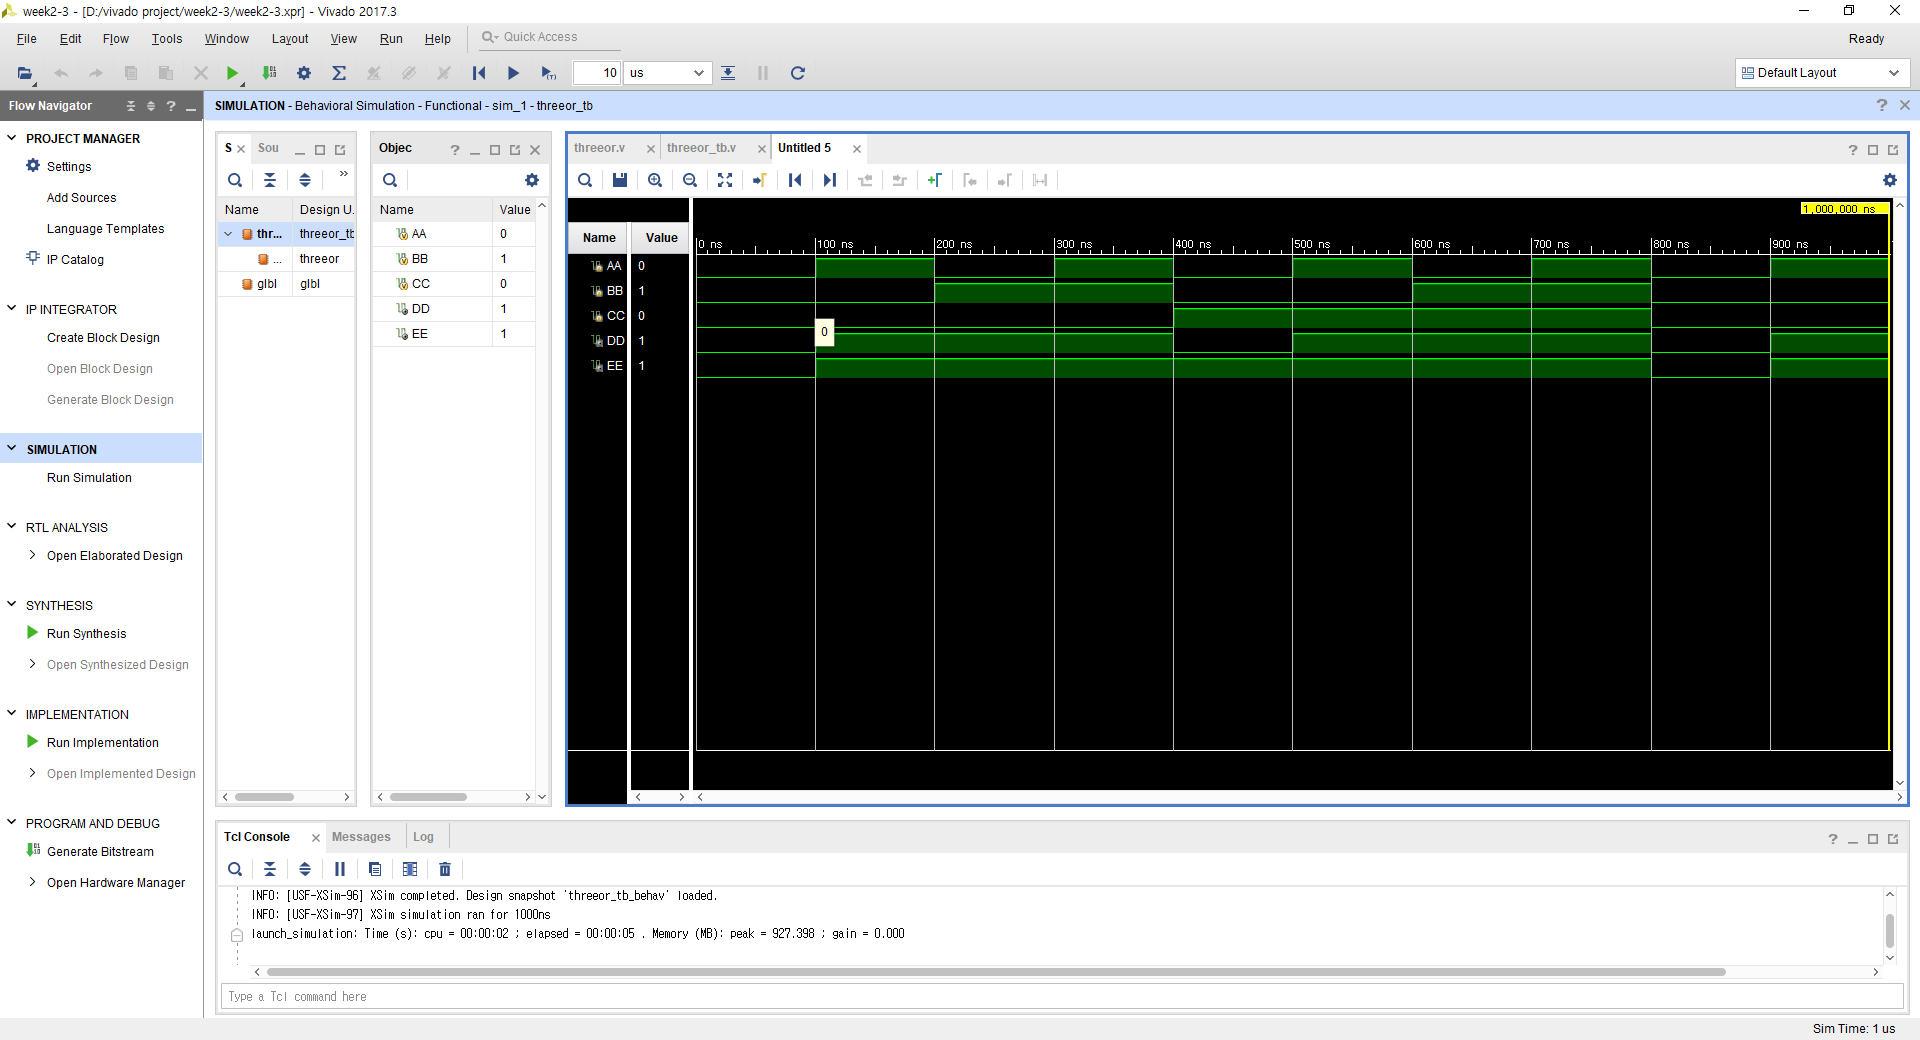 week2-3 - [D:/vivado project/week2-3/week2-3.xpr] - Vivado 2017.3
File Edit Flow Tools Window Layout View Run Help Quick Access
Ready
10 us
Default Layout
Flow Navigator
SIMULATION - Behavioral Simulation - Functional - sim_1 - threeor_tb
PROJECT MANAGER
Settings
Add Sources
Language Templates
IP Catalog
IP INTEGRATOR
Create Block Design
Open Block Design
Generate Block Design
SIMULATION
Run Simulation
RTL ANALYSIS
Open Elaborated Design
SYNTHESIS
Run Synthesis
Open Synthesized Design
IMPLEMENTATION
Run Implementation
Open Implemented Design
PROGRAM AND DEBUG
Generate Bitstream
Open Hardware Manager
S Sou
Name Design U.
thr... threeor_tb
... threeor
glbl glbl
Objec
Name Value
AA 0
BB 1
CC 0
DD 1
EE 1
threeor.v threeor_tb.v Untitled 5
1,000,000 ns
Name Value
0 ns 100 ns 200 ns 300 ns 400 ns 500 ns 600 ns 700 ns 800 ns 900 ns
AA 0
BB 1
CC 0
0
DD 1
EE 1
Tcl Console Messages Log
INFO: [USF-XSim-96] XSim completed. Design snapshot 'threeor_tb_behav' loaded.
INFO: [USF-XSim-97] XSim simulation ran for 1000ns
launch_simulation: Time (s): cpu = 00:00:02 ; elapsed = 00:00:05 . Memory (MB): peak = 927.398 ; gain = 0.000
Type a Tcl command here
Sim Time: 1 us